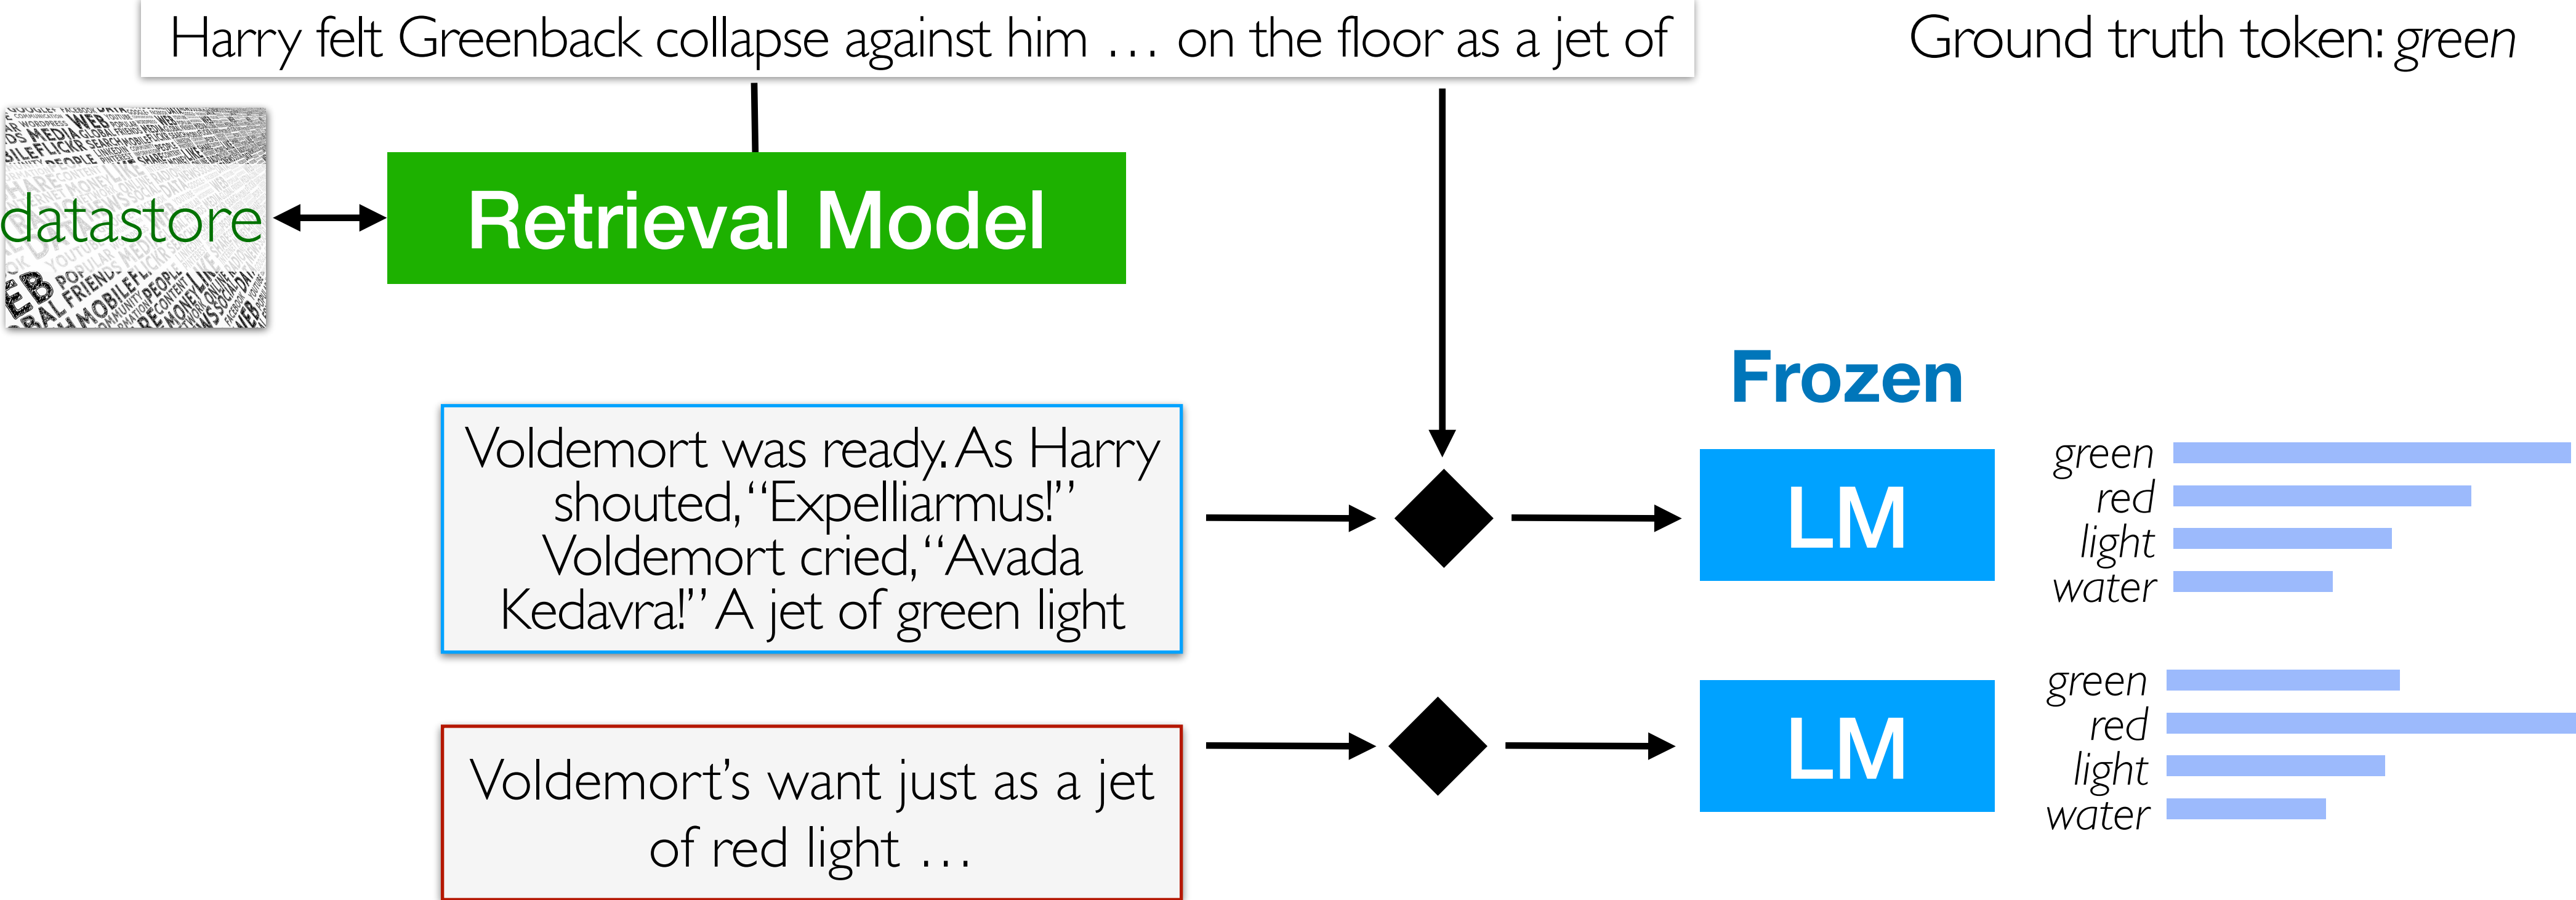 Harry felt Greenback collapse against him … on the floor as a jet of
Ground truth token: green
datastore
Retrieval Model
Frozen
Voldemort was ready. As Harry
shouted, “Expelliarmus!”
Voldemort cried, “Avada
Kedavra!” A jet of green light
LM
green
red
light
water
Voldemort’s want just as a jet
of red light …
LM
green
red
light
water